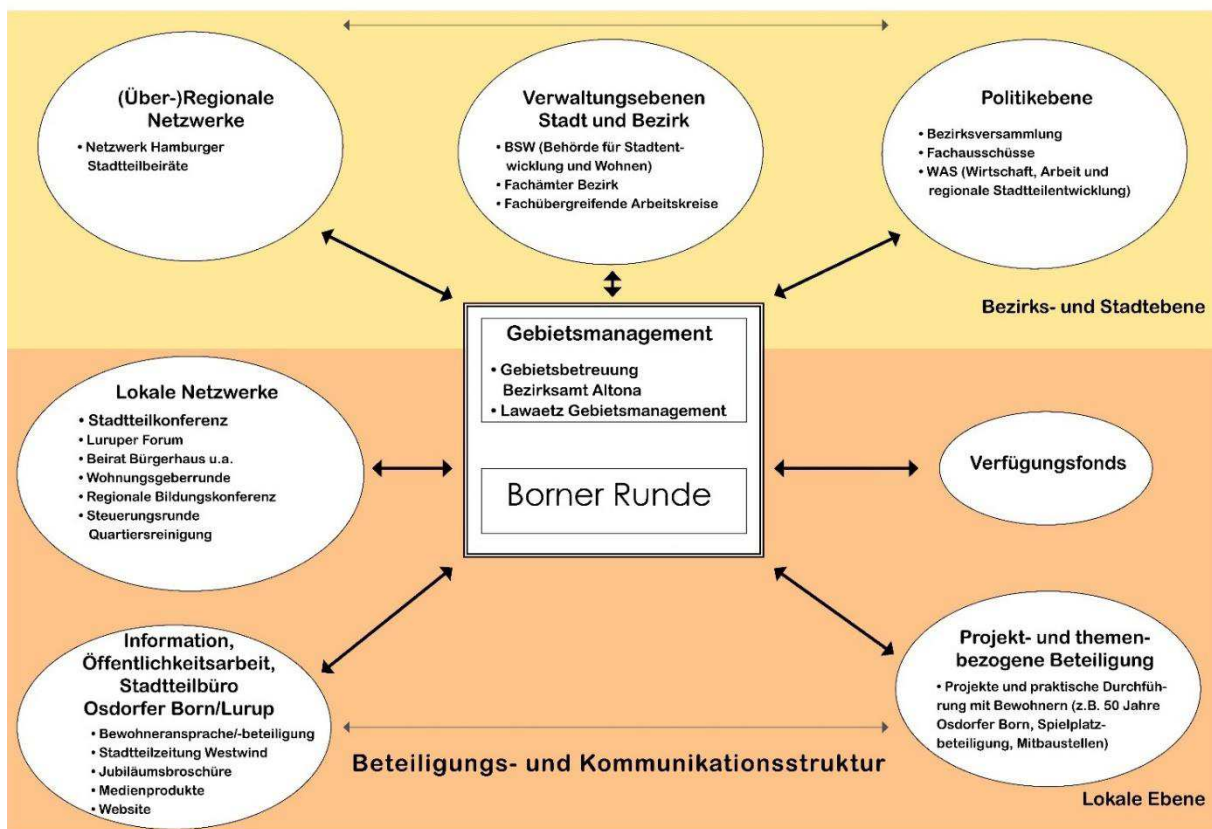 (Über-)Regionale
Netzwerke
• Netzwerk Hamburger
Stadtteilbeiräte
Verwaltungsebenen
Stadt und Bezirk
• BSW (Behörde für Stadtent-
wicklung und Wohnen)
• Fachämter Bezirk
• Fachübergreifende Arbeitskreise
Politikebene
• Bezirksversammlung
• Fachausschüsse
• WAS (Wirtschaft, Arbeit und
regionale Stadtteilentwicklung)
Bezirks- und Stadtebene
Gebietsmanagement
• Gebietsbetreuung
Bezirksamt Altona
• Lawaetz Gebietsmanagement
Borner Runde
Lokale Netzwerke
• Stadtteilkonferenz
• Luruper Forum
• Beirat Bürgerhaus u.a.
• Wohnungsgeberrunde
• Regionale Bildungskonferenz
• Steuerungsrunde
Quartiersreinigung
Verfügungsfonds
Information,
Öffentlichkeitsarbeit,
Stadtteilbüro
Osdorfer Born/Lurup
• Bewohneransprache/-beteiligung
• Stadtteilzeitung Westwind
• Jubiläumsbroschüre
• Medienprodukte
• Website
Projekt- und themen-
bezogene Beteiligung
• Projekte und praktische Durchfüh-
rung mit Bewohnern (z.B. 50 Jahre
Osdorfer Born, Spielplatz-
beteiligung, Mitbaustellen)
Beteiligungs- und Kommunikationsstruktur
Lokale Ebene